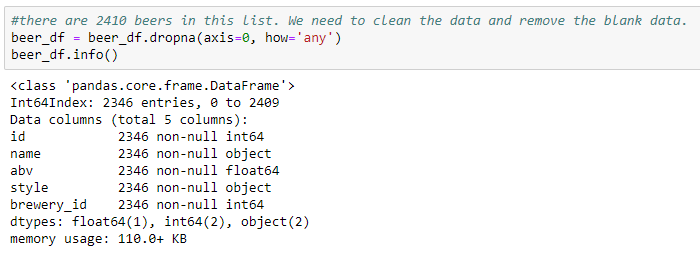 #there are 2410 beers in this list. We need to clean the data and remove the blank data.
beer_df = beer_df.dropna(axis=0, how='any')
beer_df.info()
<class 'pandas.core.frame.DataFrame'>
Int64Index: 2346 entries, 0 to 2409
Data columns (total 5 columns):
id            2346 non-null int64
name          2346 non-null object
abv           2346 non-null float64
style         2346 non-null object
brewery_id    2346 non-null int64
dtypes: float64(1), int64(2), object(2)
memory usage: 110.0+ KB